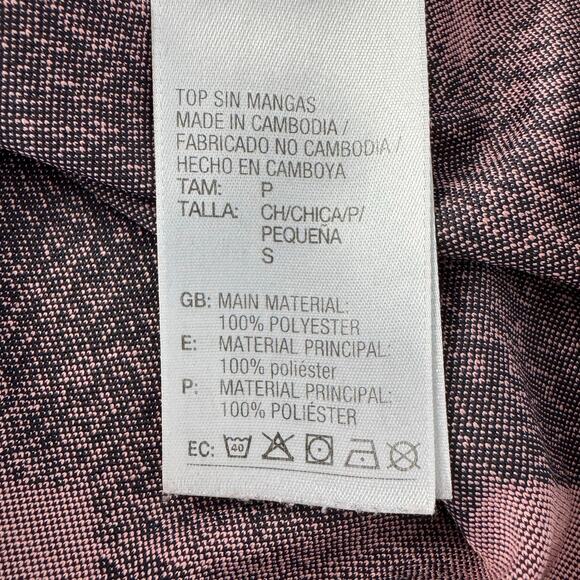 TOP SIN MANGAS
MADE IN CAMBODIA /
FABRICADO NO CAMBODIA /
HECHO EN CAMBOYA
TAM: P
TALLA: CH/CHICA/P/
PEQUEÑA
S
GB: MAIN MATERIAL:
100% POLYESTER
E: MATERIAL PRINCIPAL:
100% poliéster
P: MATERIAL PRINCIPAL:
100% POLIÉSTER
EC: 40